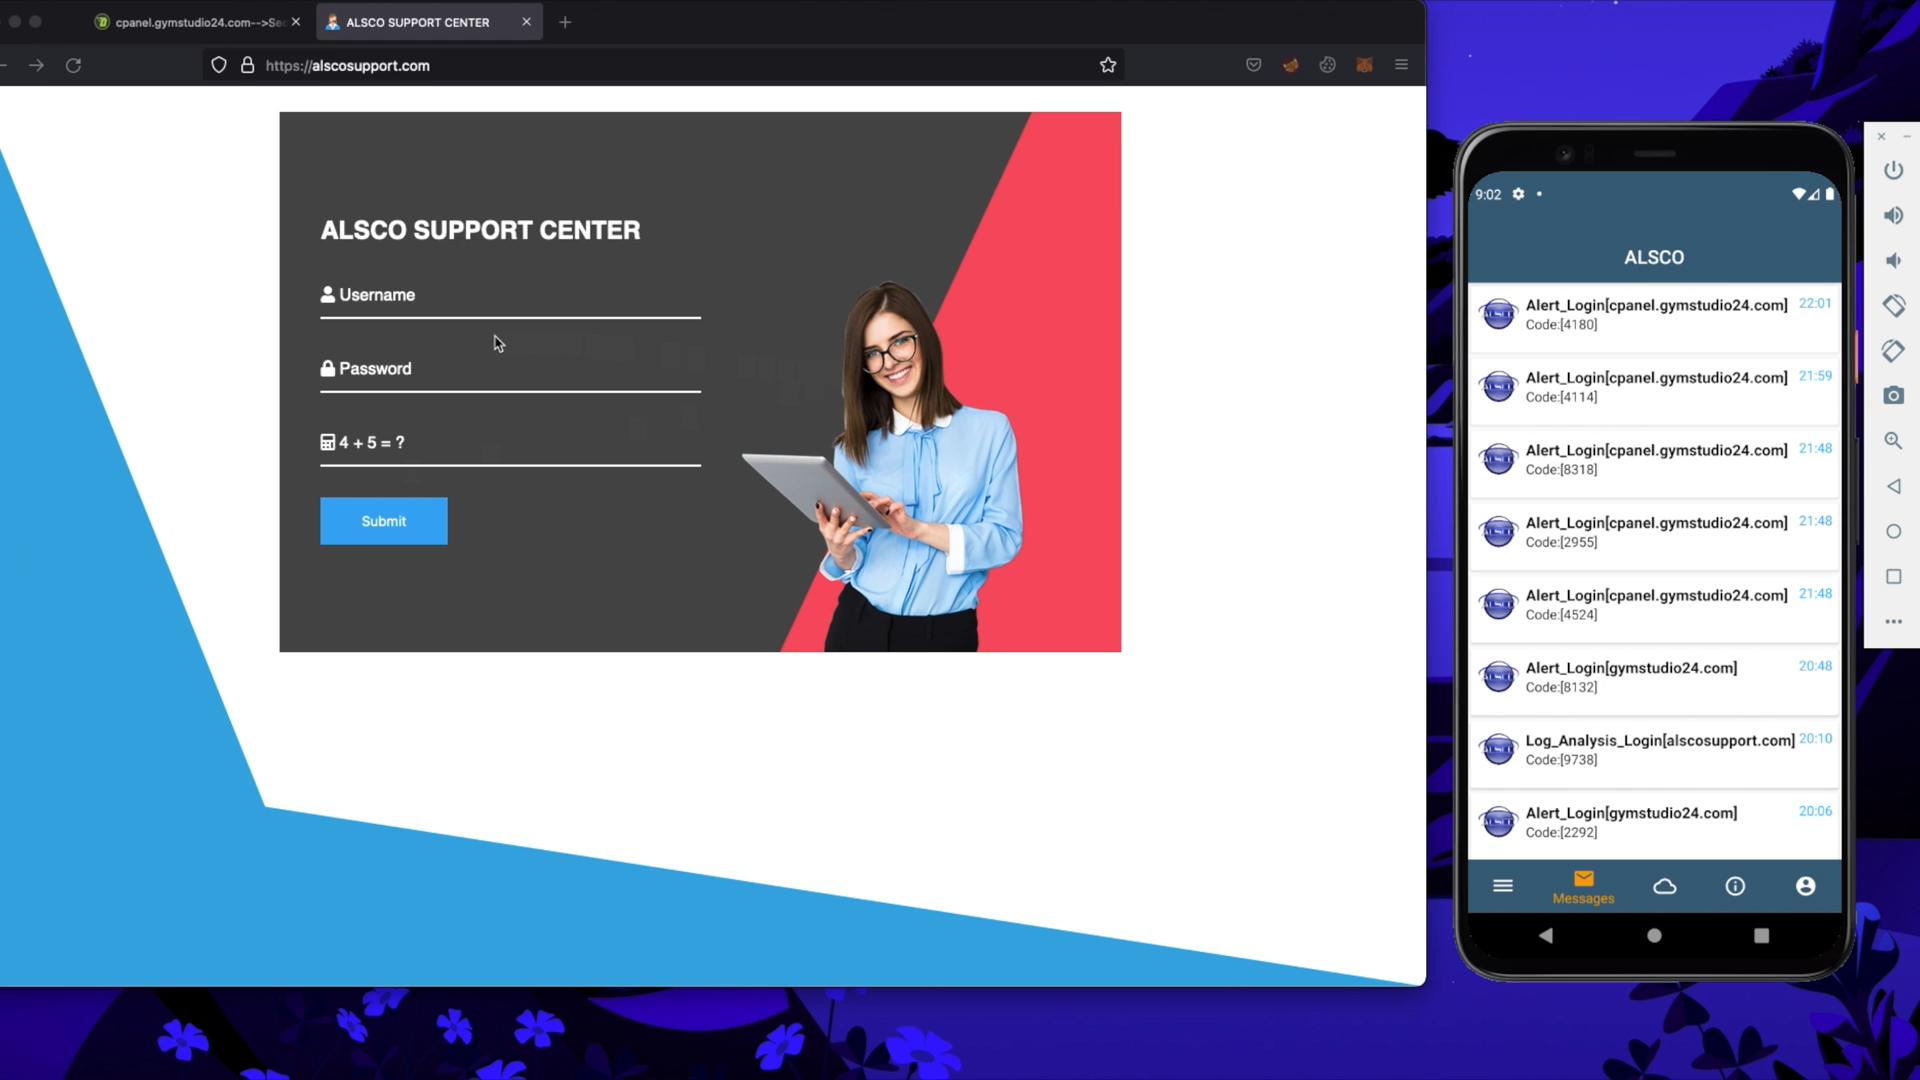 cpanel.gymstudio24.com-->Sec
ALSCO SUPPORT CENTER
https://alscosupport.com
ALSCO SUPPORT CENTER
Username
Password
4 + 5 = ?
Submit
9:02
ALSCO
Alert_Login[cpanel.gymstudio24.com] 22:01
Code:[4180]
Alert_Login[cpanel.gymstudio24.com] 21:59
Code:[4114]
Alert_Login[cpanel.gymstudio24.com] 21:48
Code:[8318]
Alert_Login[cpanel.gymstudio24.com] 21:48
Code:[2955]
Alert_Login[cpanel.gymstudio24.com] 21:48
Code:[4524]
Alert_Login[gymstudio24.com] 20:48
Code:[8132]
Log_Analysis_Login[alscosupport.com] 20:10
Code:[9738]
Alert_Login[gymstudio24.com] 20:06
Code:[2292]
Messages